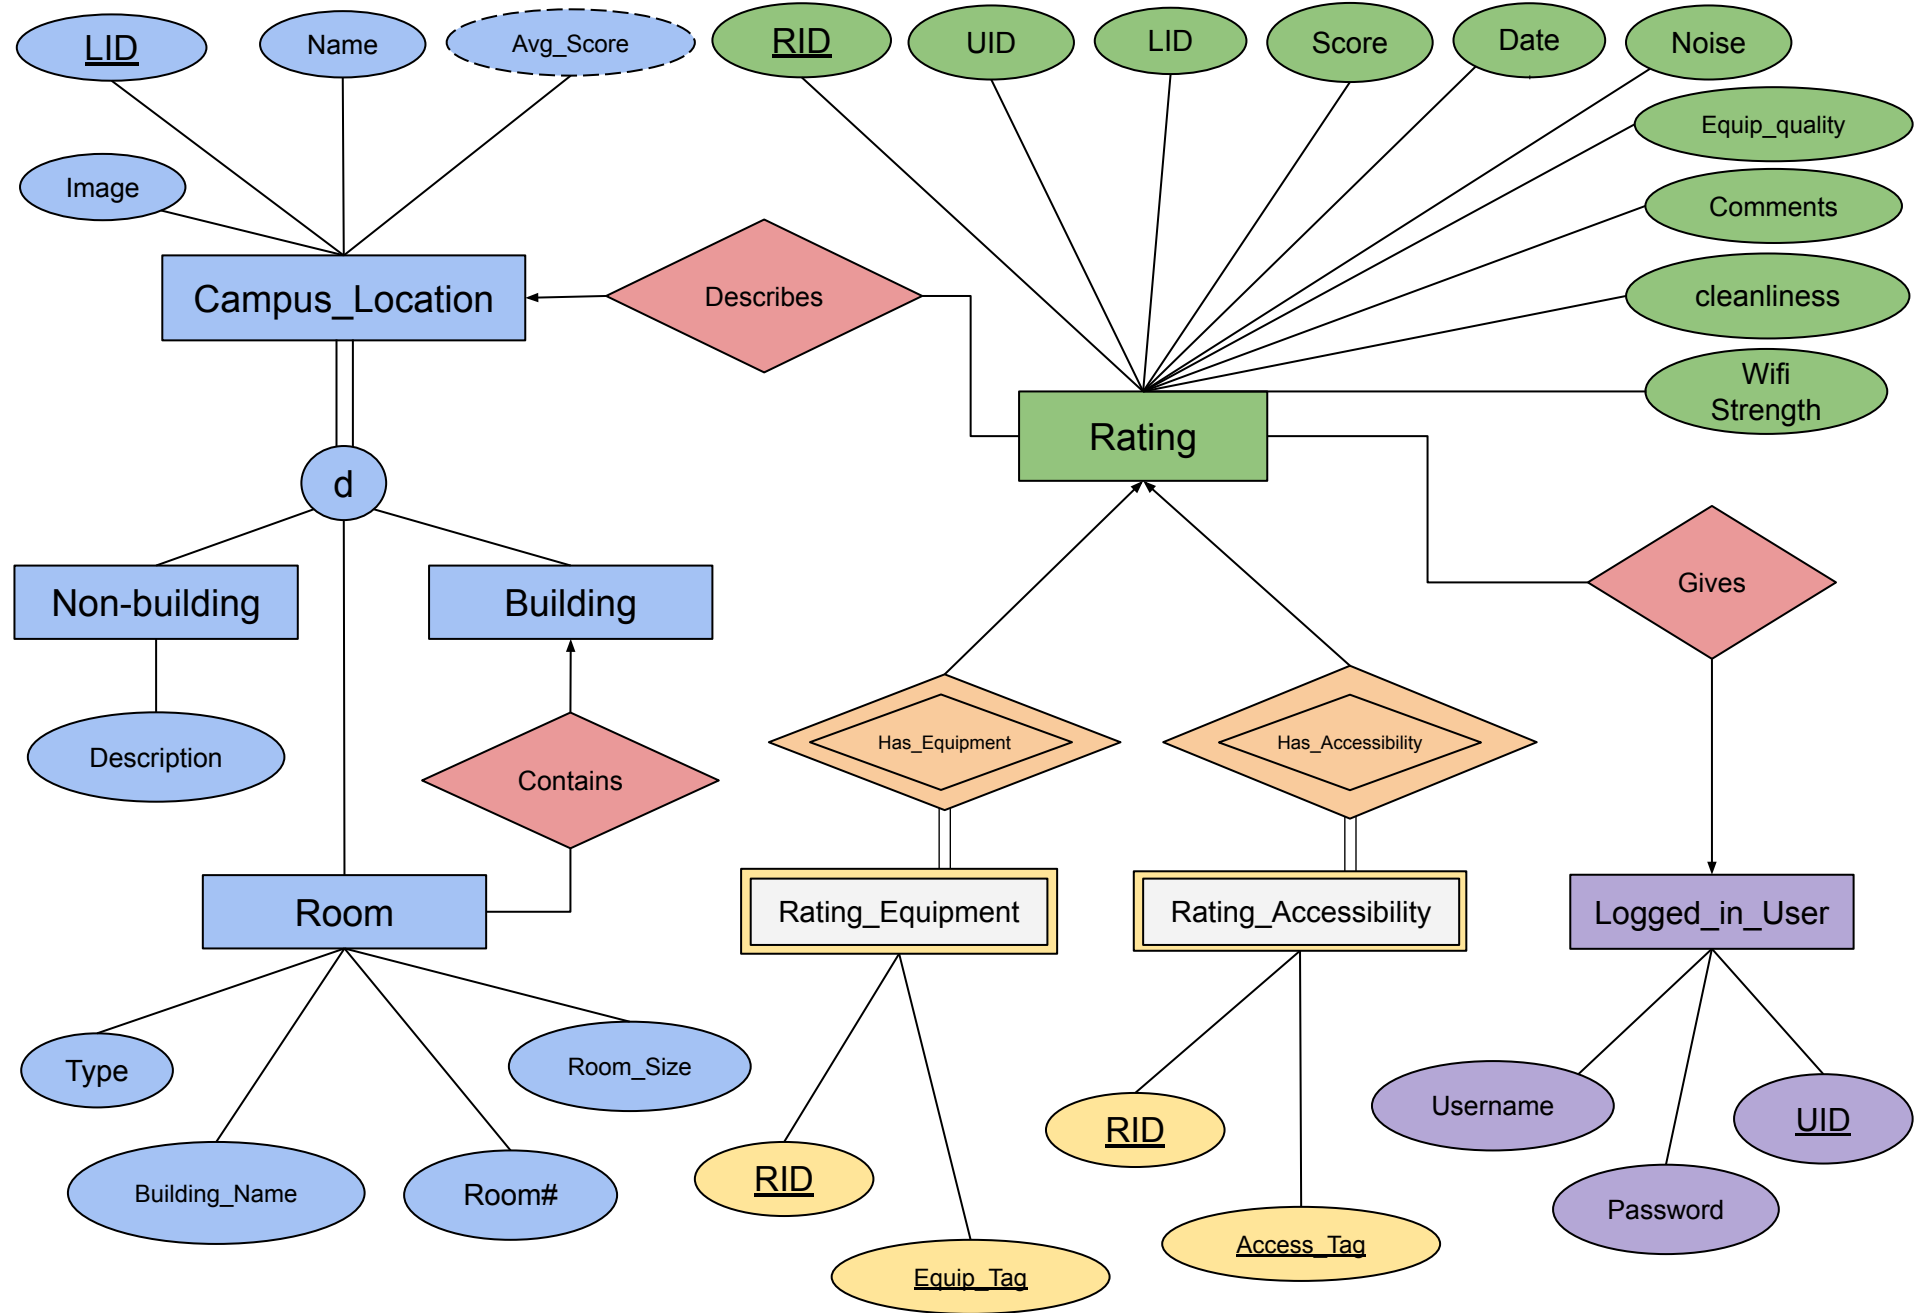 LID
Name
Avg_Score
RID
UID
LID
Score
Date
Noise
Equip_quality
Image
Comments
Campus_Location
Describes
cleanliness
Wifi
Strength
Rating
d
Non-building
Building
Gives
Description
Contains
Has_Equipment
Has_Accessibility
Room
Rating_Equipment
Rating_Accessibility
Logged_in_User
Type
Room_Size
Username
UID
RID
RID
Building_Name
Room#
Password
Equip_Tag
Access_Tag